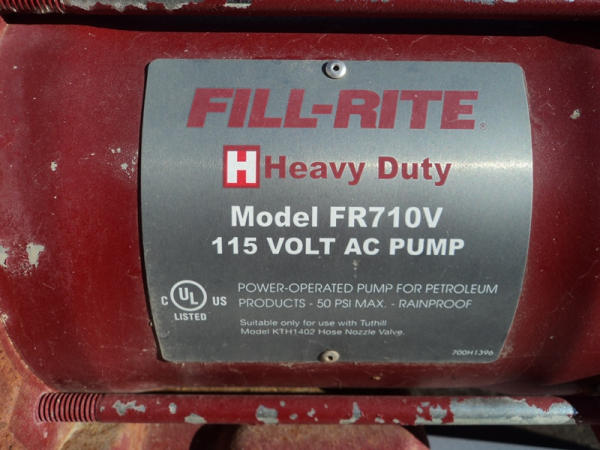 FILL-RITE
H Heavy Duty
Model FR710V
115 VOLT AC PUMP
C UL US
LISTED
POWER-OPERATED PUMP FOR PETROLEUM
PRODUCTS - 50 PSI MAX. - RAINPROOF
Suitable only for use with Tuthill
Model KTH1402 Hose Nozzle Valve.
700H1396